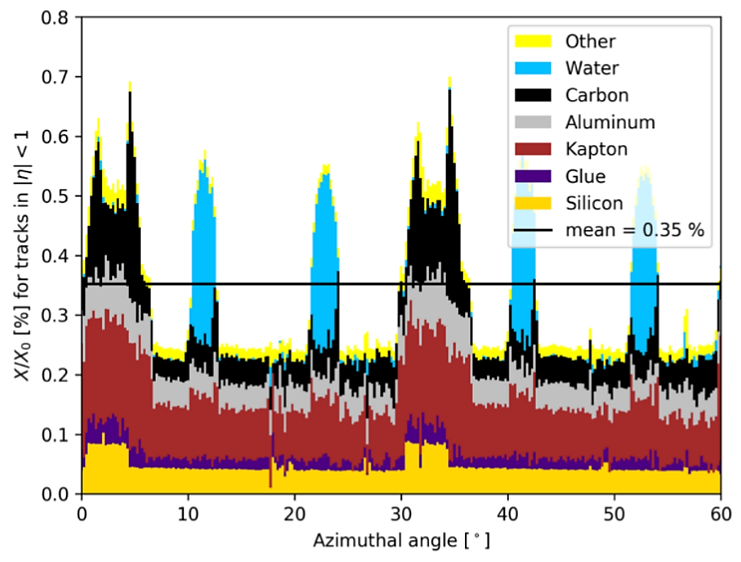 0.8
0.7
0.6
0.5
0.4
0.3
0.2
0.1
0.0
X/X₀ [%] for tracks in |η| < 1
Other
Water
Carbon
Aluminum
Kapton
Glue
Silicon
mean = 0.35 %
0 10 20 30 40 50 60
Azimuthal angle [°]